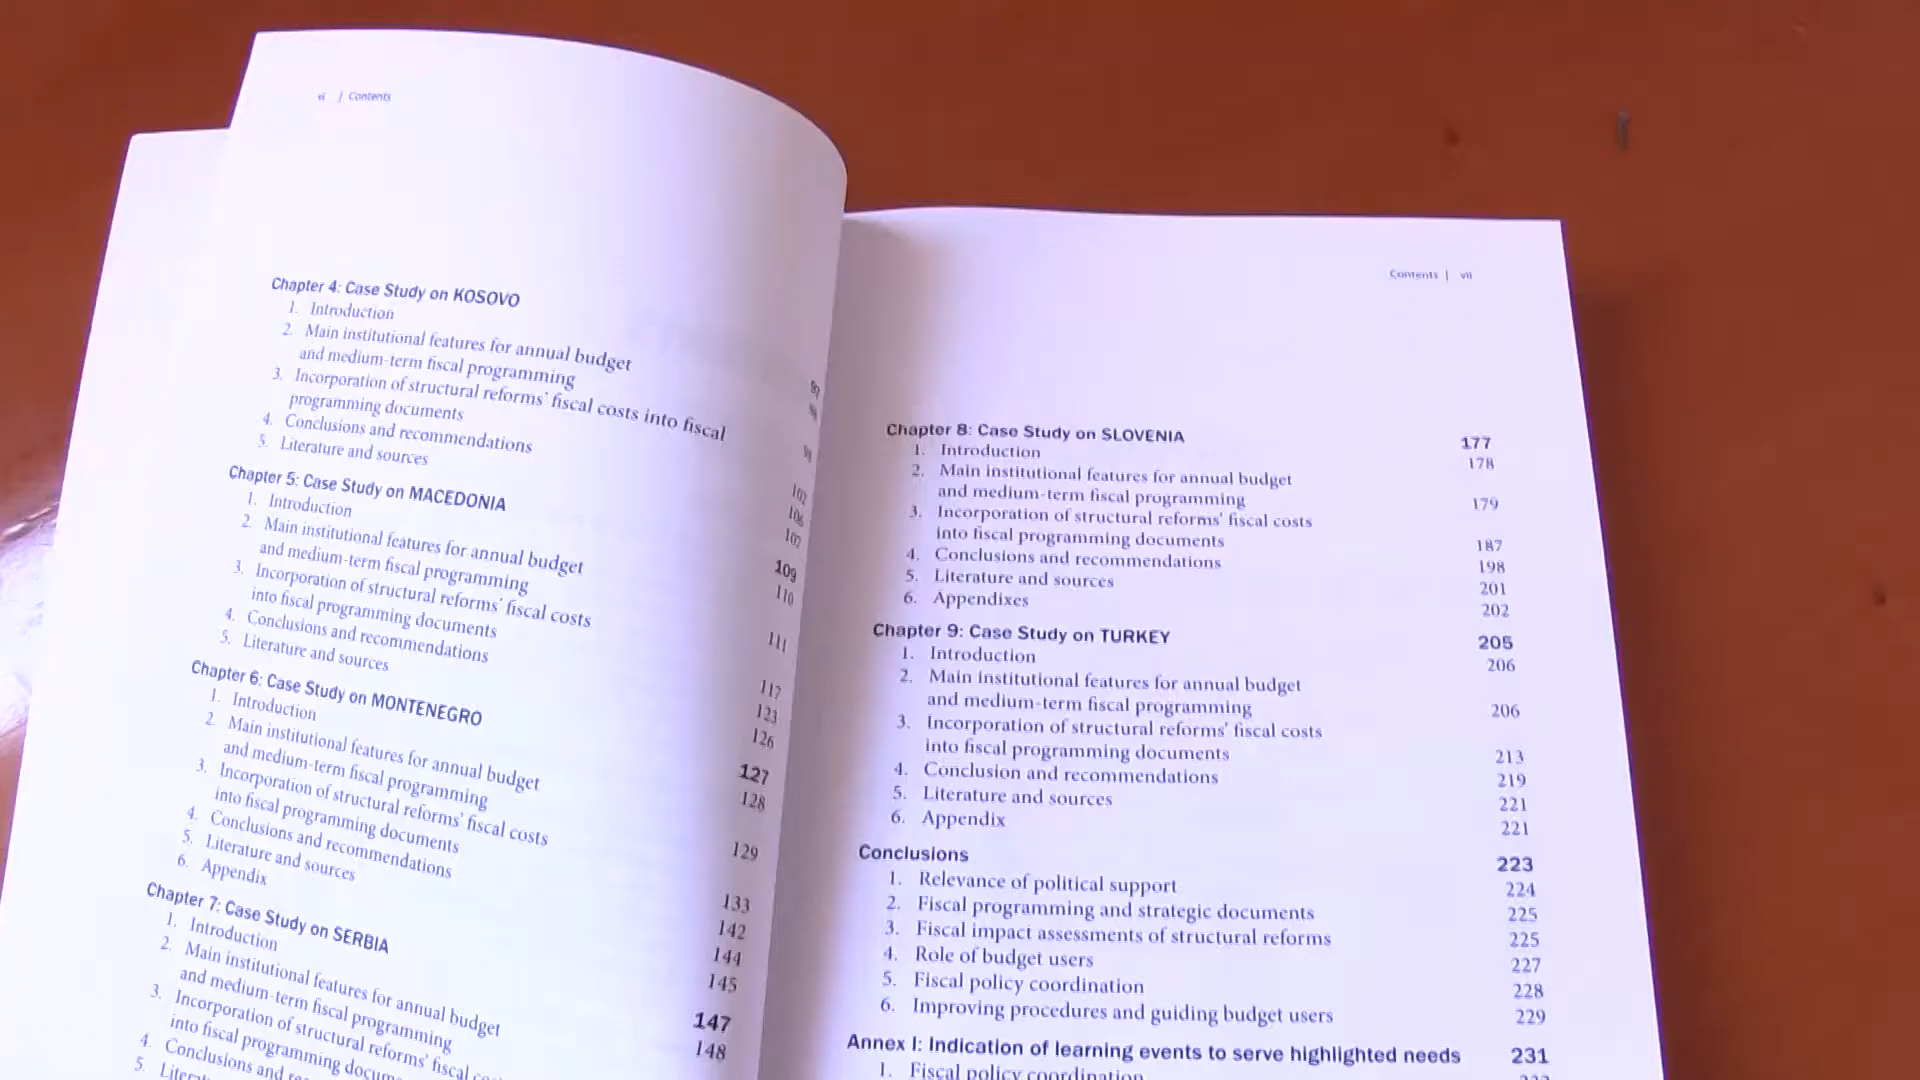 vi | Contents
Chapter 4: Case Study on KOSOVO
1. Introduction
2. Main institutional features for annual budget
and medium-term fiscal programming
3. Incorporation of structural reforms' fiscal costs into fiscal
programming documents
4. Conclusions and recommendations
5. Literature and sources
102
106
107
Chapter 5: Case Study on MACEDONIA 109
1. Introduction 110
2. Main institutional features for annual budget
and medium-term fiscal programming 111
3. Incorporation of structural reforms' fiscal costs
into fiscal programming documents 117
4. Conclusions and recommendations 123
5. Literature and sources 126
Chapter 6: Case Study on MONTENEGRO 127
1. Introduction 128
2. Main institutional features for annual budget
and medium-term fiscal programming 129
3. Incorporation of structural reforms' fiscal costs
into fiscal programming documents 133
4. Conclusions and recommendations 142
5. Literature and sources 144
6. Appendix 145
Chapter 7: Case Study on SERBIA 147
1. Introduction 148
2. Main institutional features for annual budget
and medium-term fiscal programming
3. Incorporation of structural reforms' fiscal
into fiscal programming
4. Conclusions and
5.
Contents | vii
Chapter 8: Case Study on SLOVENIA 177
1. Introduction 178
2. Main institutional features for annual budget
and medium-term fiscal programming 179
3. Incorporation of structural reforms' fiscal costs
into fiscal programming documents 187
4. Conclusions and recommendations 198
5. Literature and sources 201
6. Appendixes 202
Chapter 9: Case Study on TURKEY 205
1. Introduction 206
2. Main institutional features for annual budget
and medium-term fiscal programming 206
3. Incorporation of structural reforms' fiscal costs
into fiscal programming documents 213
4. Conclusion and recommendations 219
5. Literature and sources 221
6. Appendix 221
Conclusions 223
1. Relevance of political support 224
2. Fiscal programming and strategic documents 225
3. Fiscal impact assessments of structural reforms 225
4. Role of budget users 227
5. Fiscal policy coordination 228
6. Improving procedures and guiding budget users 229
Annex I: Indication of learning events to serve highlighted needs 231
1. Fiscal policy coordination